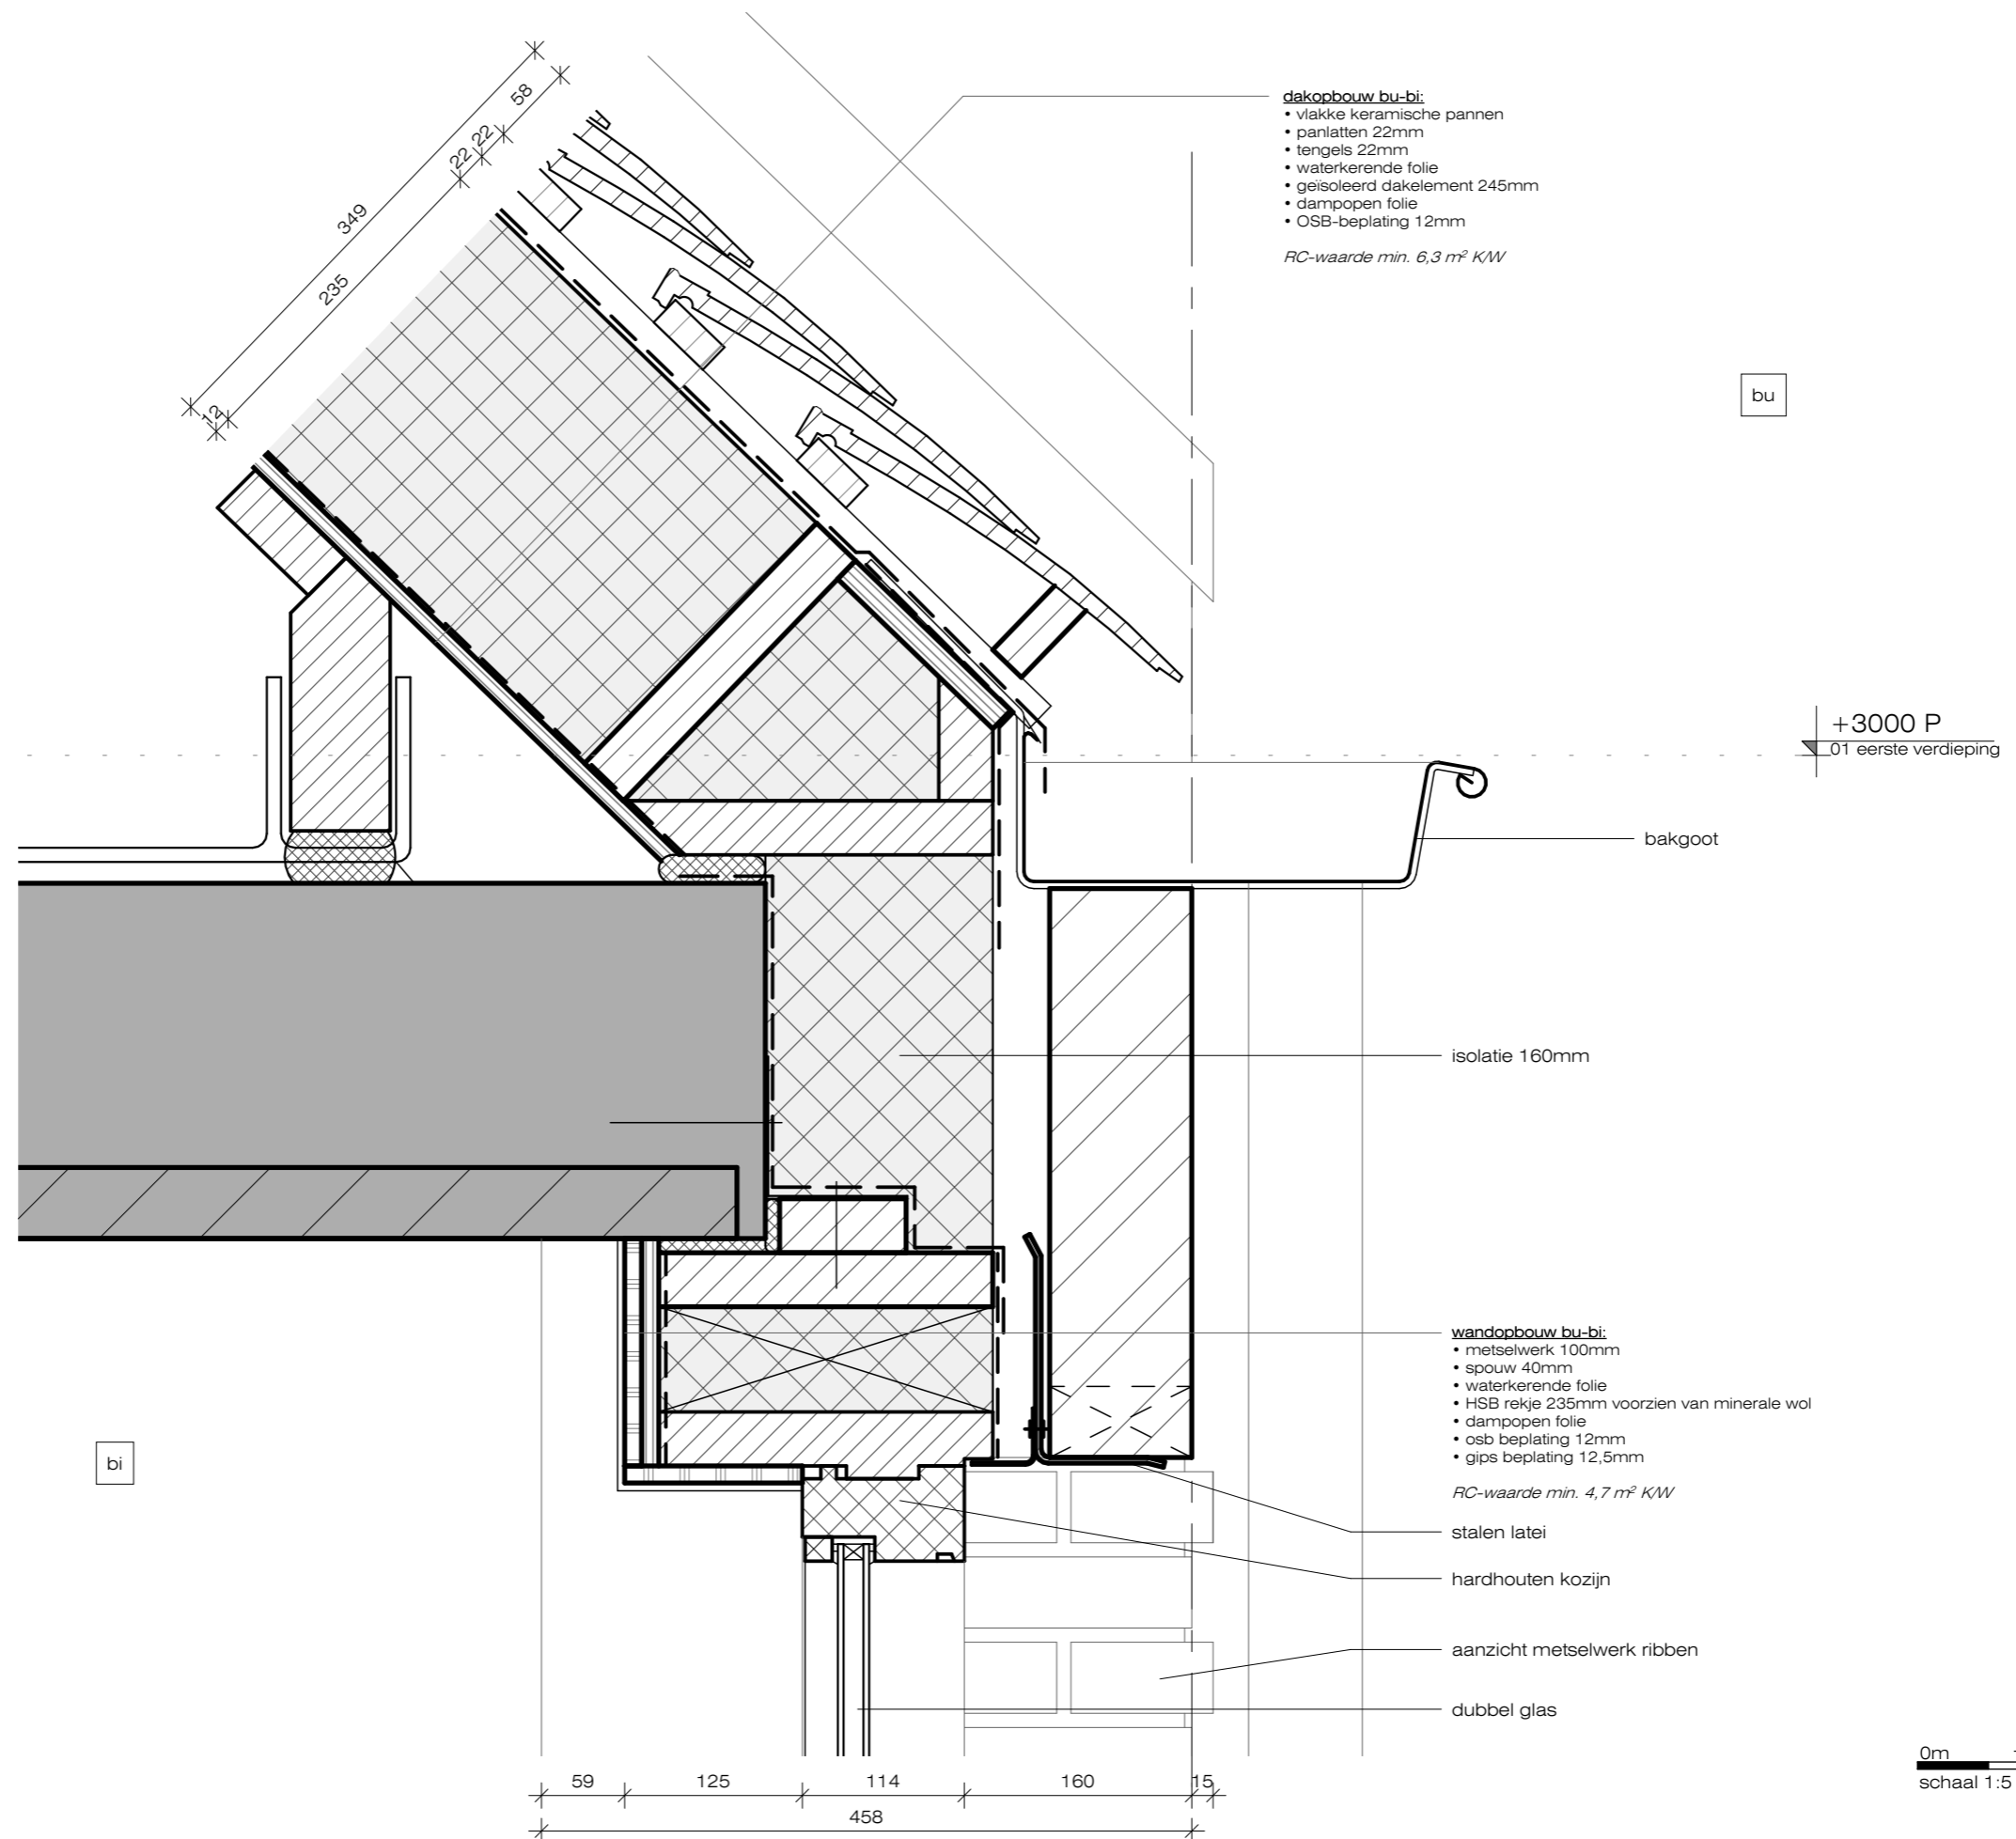 dakopbouw bu-bi:
• vlakke keramische pannen
• panlatten 22mm
• tengels 22mm
• waterkerende folie
• geïsoleerd dakelement 245mm
• dampopen folie
• OSB-beplating 12mm
RC-waarde min. 6,3 m² K/W
58
22
22
349
235
12
bu
+3000 P
01 eerste verdieping
bakgoot
isolatie 160mm
wandopbouw bu-bi:
• metselwerk 100mm
• spouw 40mm
• waterkerende folie
• HSB rekje 235mm voorzien van minerale wol
• dampopen folie
• osb beplating 12mm
• gips beplating 12,5mm
RC-waarde min. 4,7 m² K/W
bi
stalen latei
hardhouten kozijn
aanzicht metselwerk ribben
dubbel glas
0m
schaal 1:5
59 125 114 160 15
458